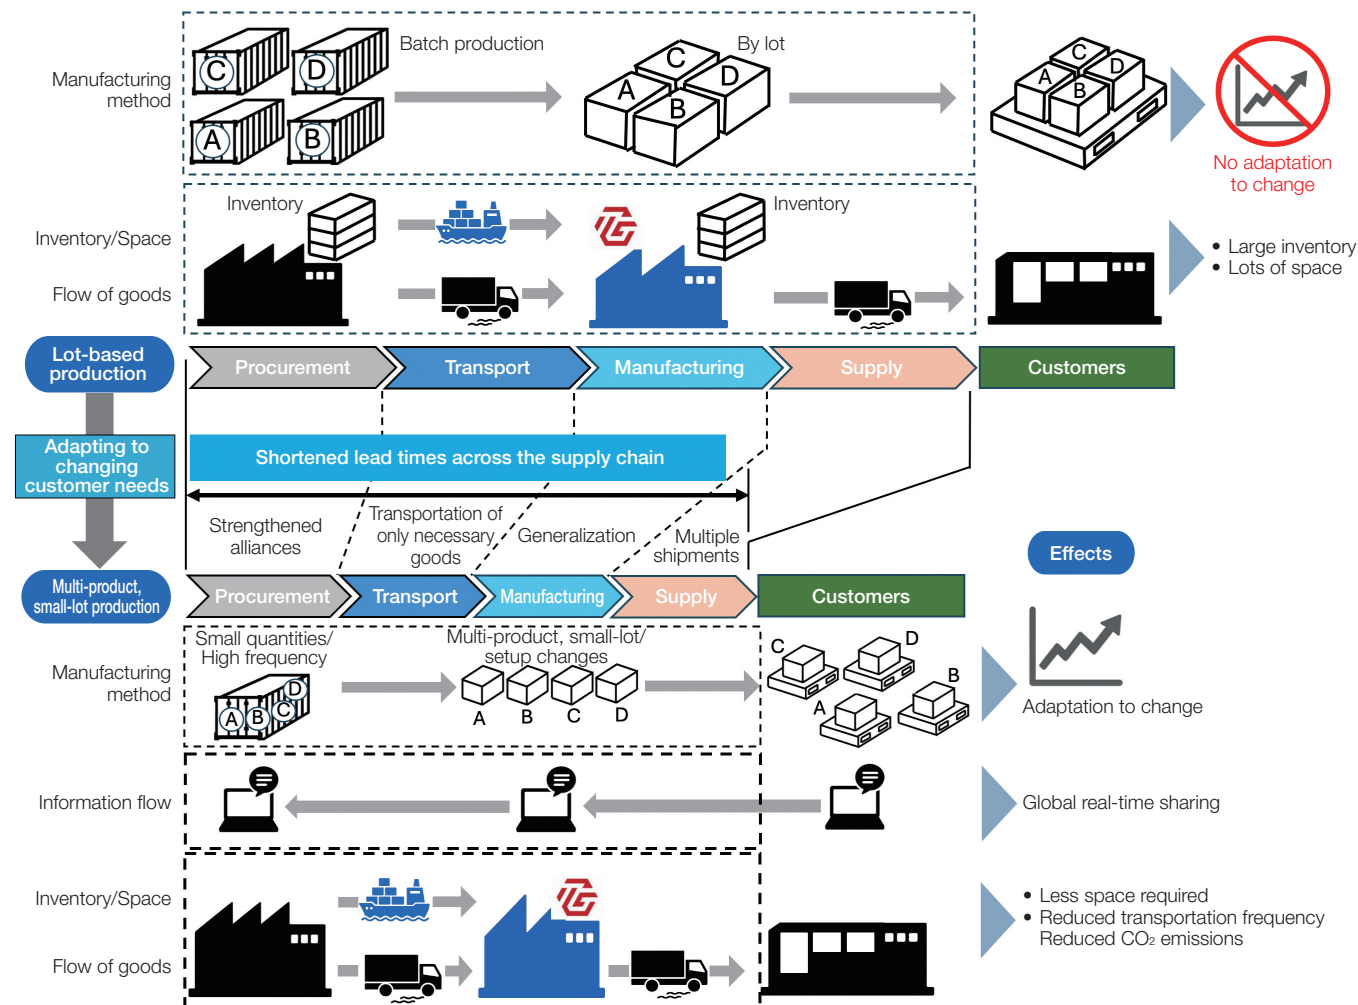 Manufacturing
method
C
D
A
B
Batch production
By lot
C
D
A
B
C
D
A
B
No adaptation
to change
Inventory/Space
Flow of goods
Inventory
TG
Inventory
• Large inventory
• Lots of space
Lot-based
production
Procurement
Transport
Manufacturing
Supply
Customers
Adapting to
changing
customer needs
Shortened lead times across the supply chain
Strengthened
alliances
Transportation of
only necessary
goods
Generalization
Multiple
shipments
Effects
Multi-product,
small-lot production
Procurement
Transport
Manufacturing
Supply
Customers
Manufacturing
method
Small quantities/
High frequency
A
B
C
D
Multi-product, small-lot/
setup changes
A
B
C
D
C
D
A
B
Adaptation to change
Information flow
Global real-time sharing
Inventory/Space
Flow of goods
TG
• Less space required
• Reduced transportation frequency
Reduced CO₂ emissions